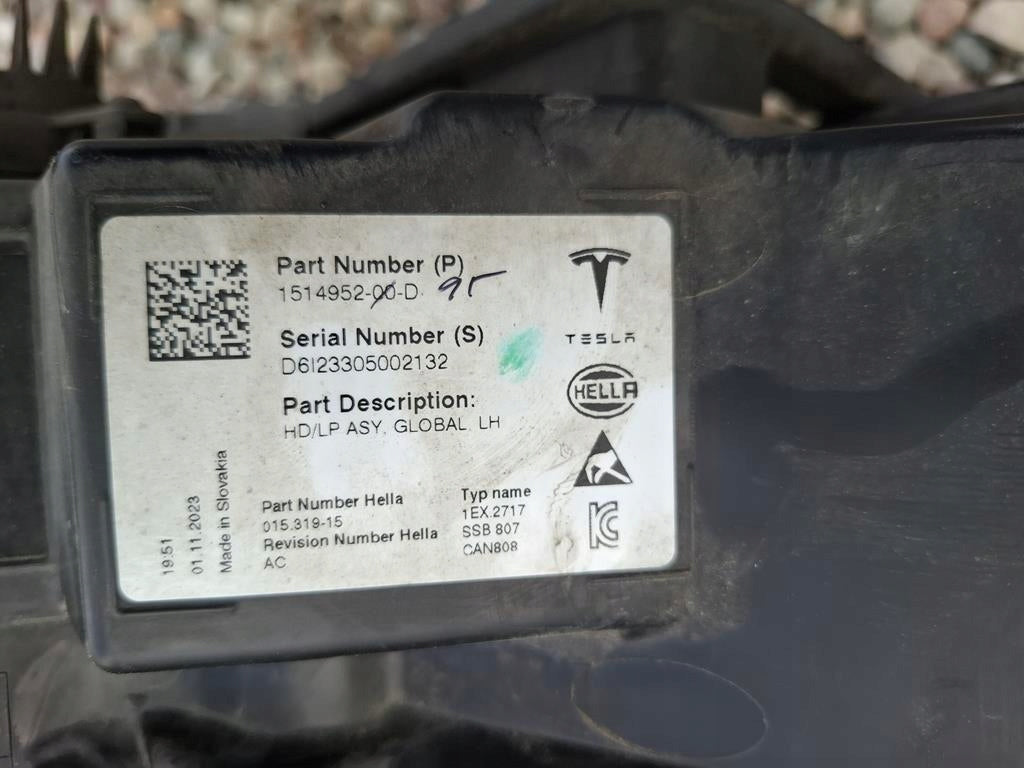 Part Number (P)
1514952-00-D 95
Serial Number (S)
D6I23305002132
Part Description:
HD/LP ASY, GLOBAL, LH
TESLA
HELLA
Part Number Hella
015.319-15
Revision Number Hella
AC
Typ name
1EX.2717
SSB 807
CAN808
19:51
01.11.2023
Made in Slovakia